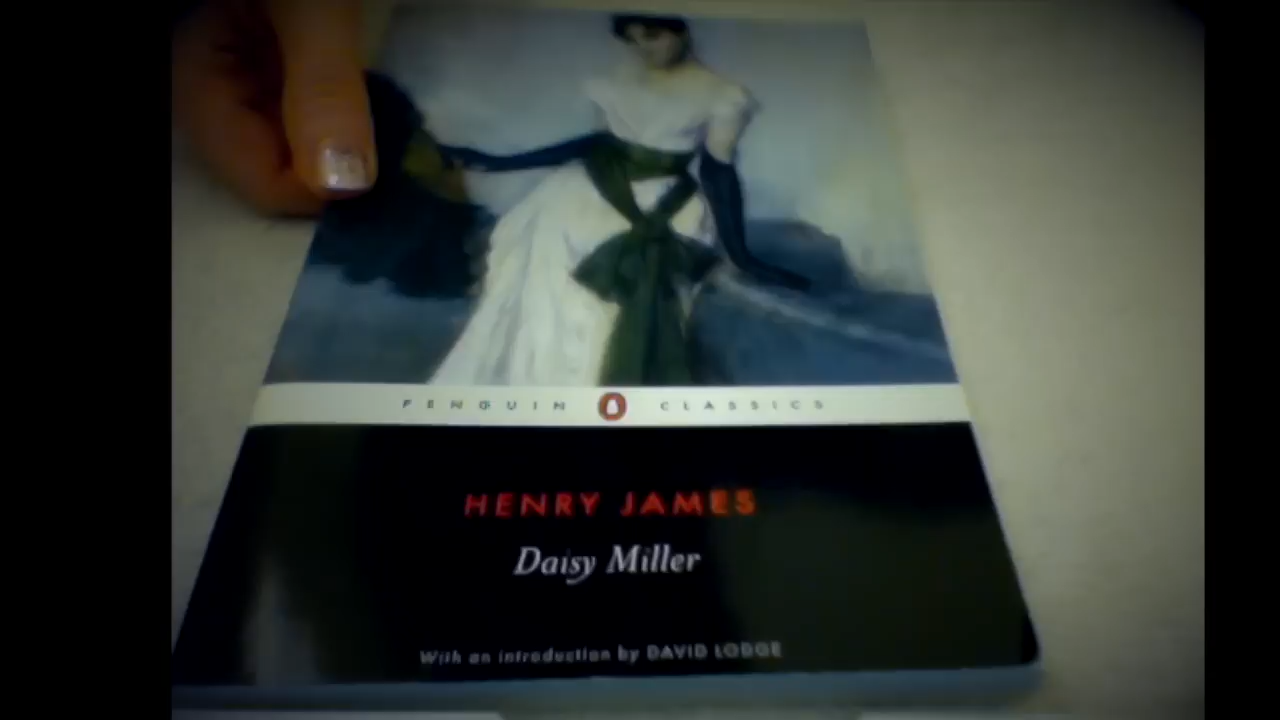 PENGUIN CLASSICS
HENRY JAMES
Daisy Miller
With an introduction by DAVID LODGE